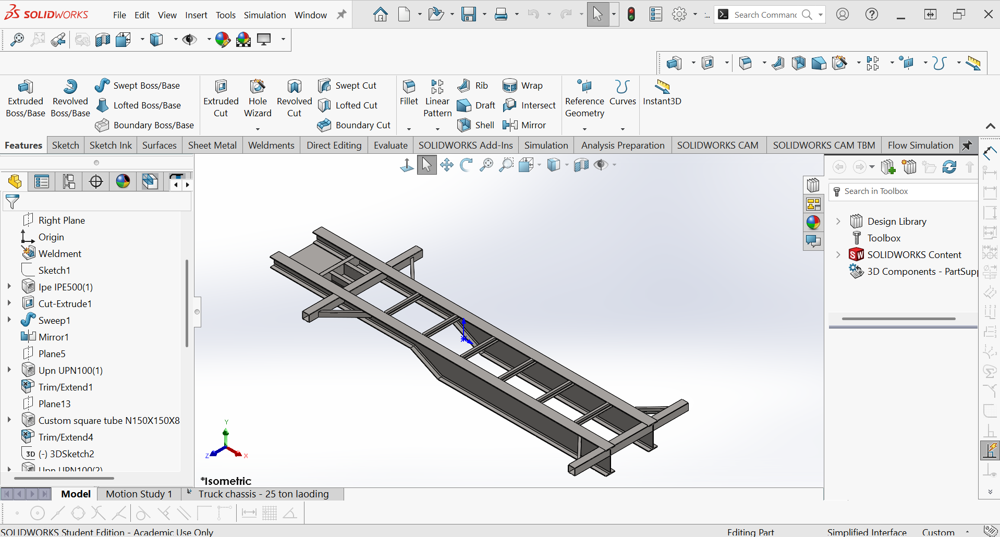 SOLIDWORKS File Edit View Insert Tools Simulation Window Search Comman
Swept Boss/Base
Lofted Boss/Base
Boundary Boss/Base
Extruded Boss/Base
Revolved Boss/Base
Extruded Cut
Hole Wizard
Revolved Cut
Swept Cut
Lofted Cut
Boundary Cut
Fillet
Linear Pattern
Rib
Draft
Shell
Wrap
Intersect
Mirror
Reference Geometry
Curves
Instant3D
Features Sketch Sketch Ink Surfaces Sheet Metal Weldments Direct Editing Evaluate SOLIDWORKS Add-Ins Simulation Analysis Preparation SOLIDWORKS CAM SOLIDWORKS CAM TBM Flow Simulation
Right Plane
Origin
Weldment
Sketch1
Ipe IPE500(1)
Cut-Extrude1
Sweep1
Mirror1
Plane5
Upn UPN100(1)
Trim/Extend1
Plane13
Custom square tube N150X150X8
Trim/Extend4
3D (-) 3DSketch2
Upn UPN100(2)
Y
Z
X
*Isometric
Search in Toolbox
Design Library
Toolbox
SW SOLIDWORKS Content
3D Components - PartSupp
Model Motion Study 1 Truck chassis - 25 ton laoding
SOLIDWORKS Student Edition - Academic Use Only Editing Part Simplified Interface Custom